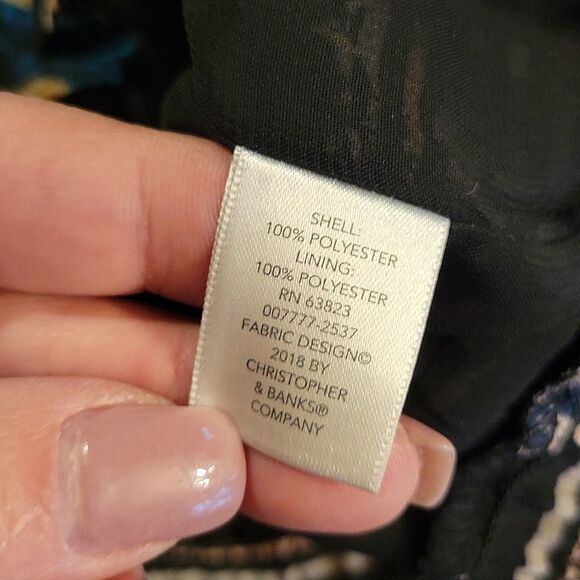 SHELL:
100% POLYESTER
LINING:
100% POLYESTER
RN 63823
007777-2537
FABRIC DESIGN©
2018 BY
CHRISTOPHER
& BANKS®
COMPANY